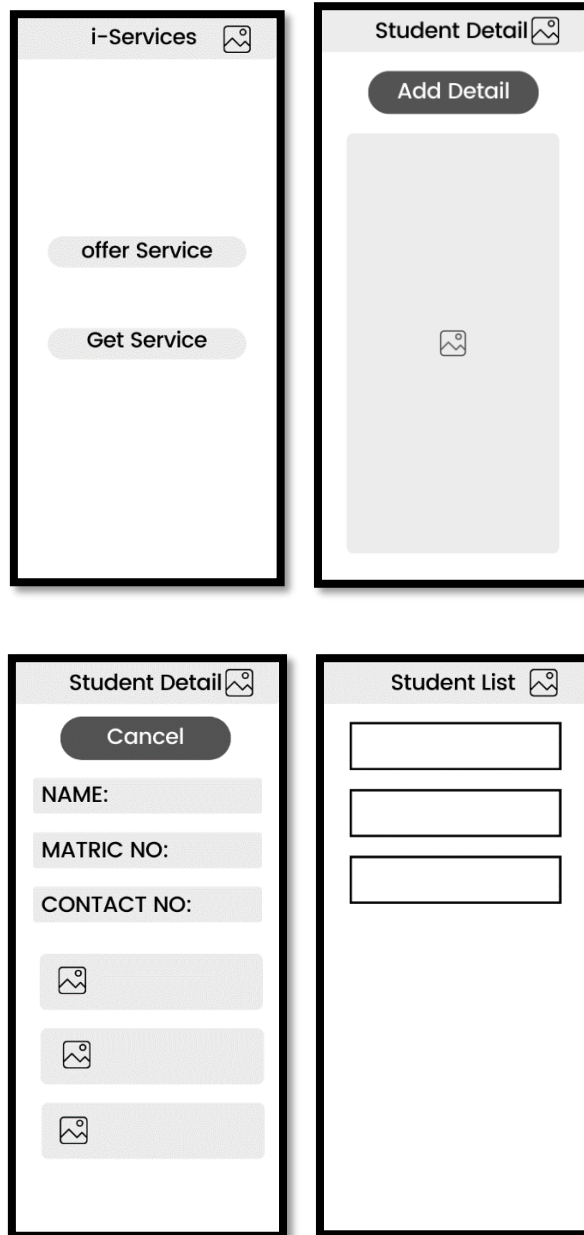 i-Services
offer Service
Get Service
Student Detail
Add Detail
Student Detail
Cancel
NAME:
MATRIC NO:
CONTACT NO:
Student List